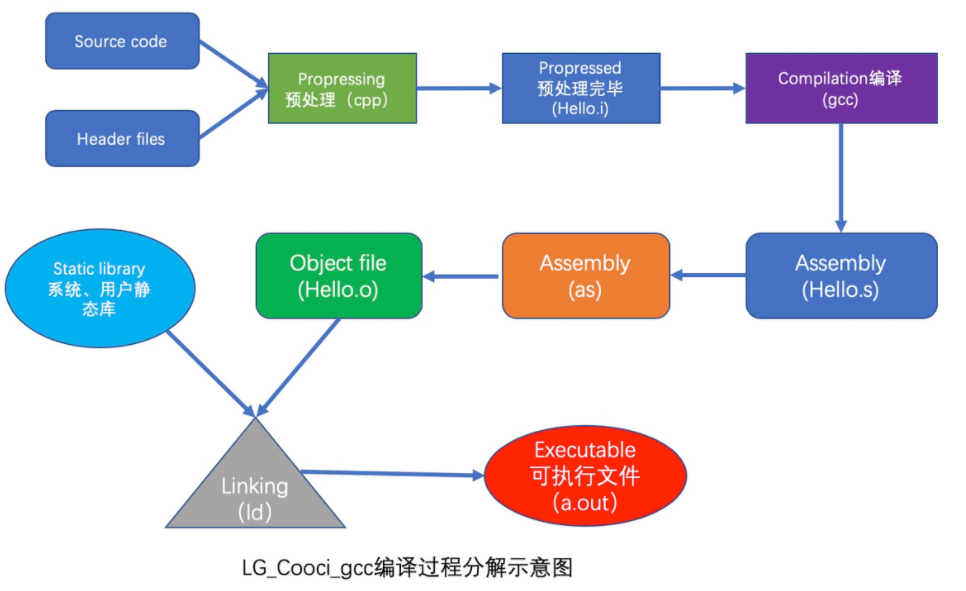 Source code
Header files
Propressing
预处理（cpp）
Propressed
预处理完毕
(Hello.i)
Compilation编译
(gcc)
Static library
系统、用户静
态库
Object file
(Hello.o)
Assembly
(as)
Assembly
(Hello.s)
Linking
（ld）
Executable
可执行文件
（a.out）
LG_Cooci_gcc编译过程分解示意图